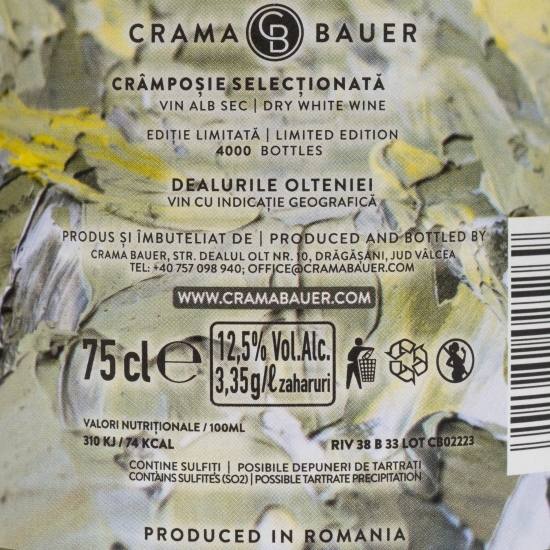 CRAMA CB BAUER
CRÂMPOȘIE SELECȚIONATĂ
VIN ALB SEC | DRY WHITE WINE
EDIȚIE LIMITATĂ | LIMITED EDITION
4000 BOTTLES
DEALURILE OLTENIEI
VIN CU INDICAȚIE GEOGRAFICĂ
PRODUS ȘI ÎMBUTELIAT DE | PRODUCED AND BOTTLED BY
CRAMA BAUER, STR. DEALUL OLT NR. 10, DRĂGĂȘANI, JUD VÂLCEA
TEL: +40 757 098 940; OFFICE@CRAMABAUER.COM
WWW.CRAMABAUER.COM
75 cl e
12,5% Vol.Alc.
3,35g/ℓ zaharuri
VALORI NUTRIȚIONALE / 100ML
310 KJ / 74 KCAL
RIV 38 B 33 LOT CB02223
CONȚINE SULFIȚI | POSIBILE DEPUNERI DE TARTRAȚI
CONTAINS SULFITES (SO2) | POSSIBLE TARTRATE PRECIPITATION
PRODUCED IN ROMANIA